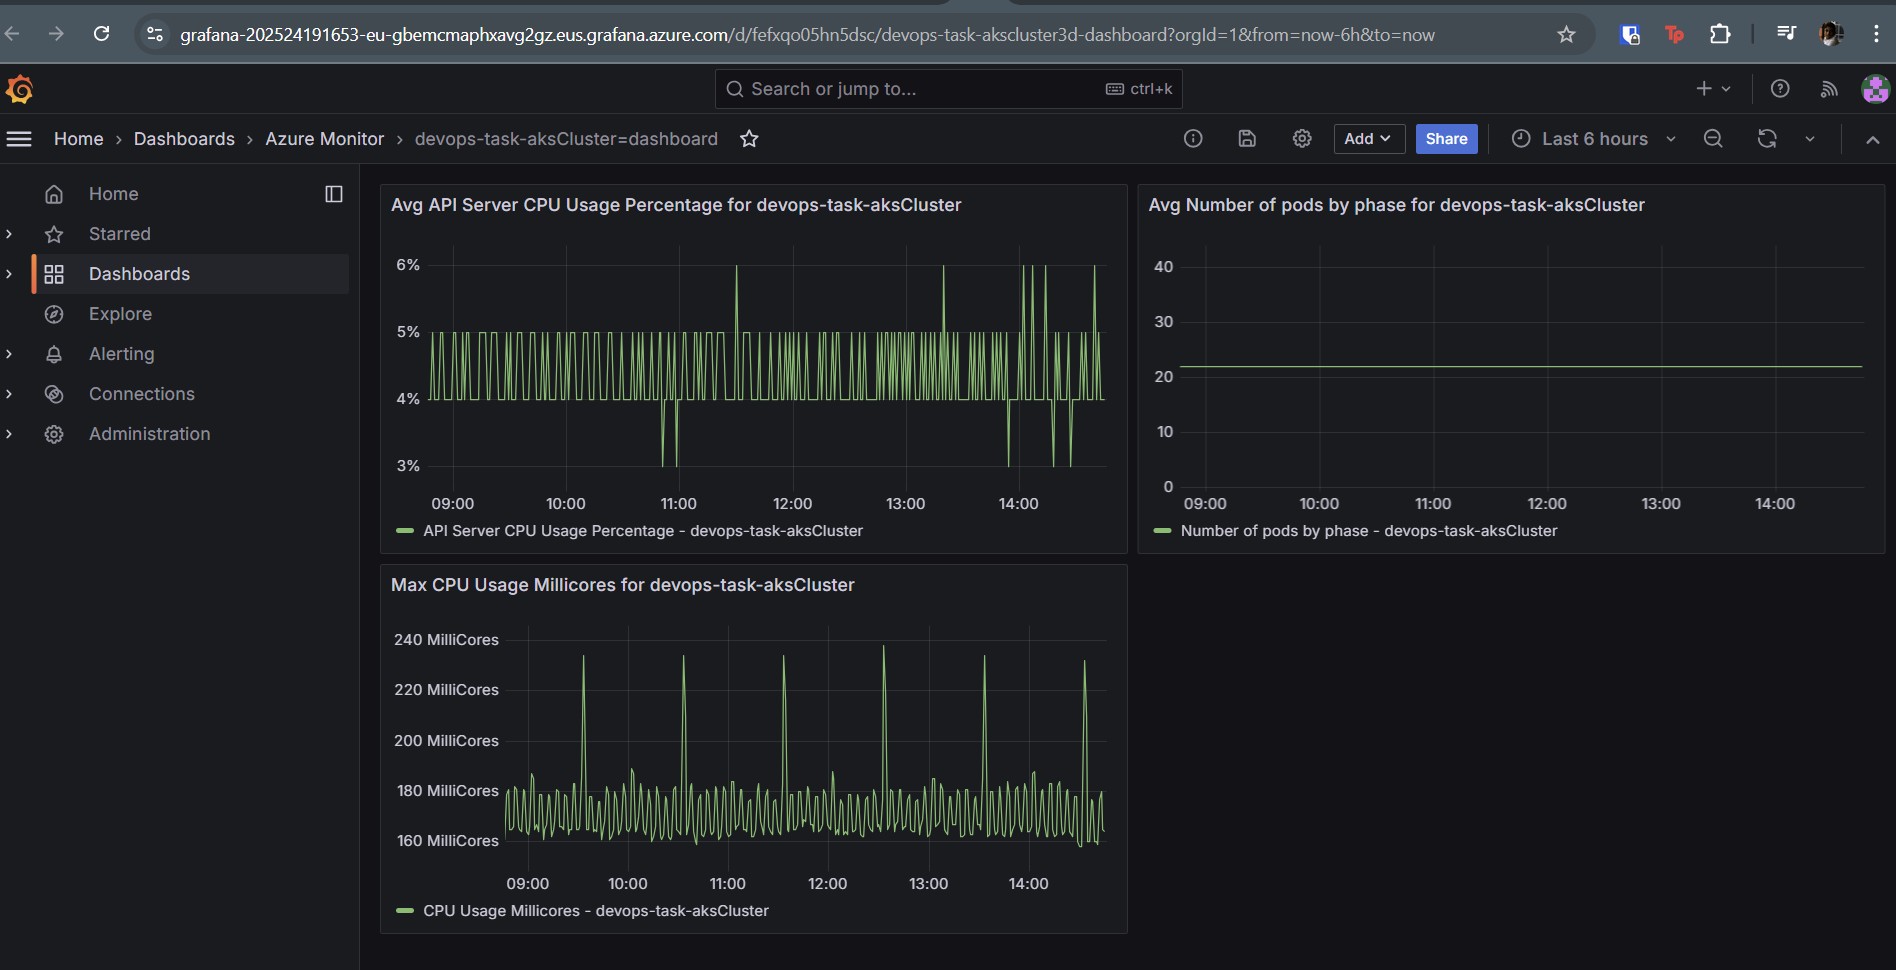 grafana-202524191653-eu-gbemcmaphxavg2gz.eus.grafana.azure.com/d/fefxqo05hn5dsc/devops-task-akscluster3d-dashboard?orgId=1&from=now-6h&to=now
Tp
Search or jump to...
ctrl+k
Home › Dashboards › Azure Monitor › devops-task-aksCluster=dashboard
Add
Share
Last 6 hours
Home
Starred
Dashboards
Explore
Alerting
Connections
Administration
Avg API Server CPU Usage Percentage for devops-task-aksCluster
6%
5%
4%
3%
09:00 10:00 11:00 12:00 13:00 14:00
API Server CPU Usage Percentage - devops-task-aksCluster
Avg Number of pods by phase for devops-task-aksCluster
40
30
20
10
0
09:00 10:00 11:00 12:00 13:00 14:00
Number of pods by phase - devops-task-aksCluster
Max CPU Usage Millicores for devops-task-aksCluster
240 MilliCores
220 MilliCores
200 MilliCores
180 MilliCores
160 MilliCores
09:00 10:00 11:00 12:00 13:00 14:00
CPU Usage Millicores - devops-task-aksCluster